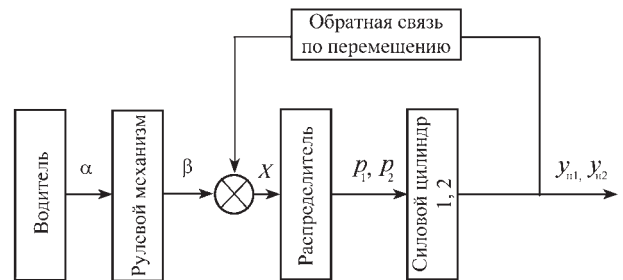 Обратная связь
по перемещению
Водитель
α
Рулевой механизм
β
X
Распределитель
p₁, p₂
Силовой цилиндр
1, 2
yп1, yп2